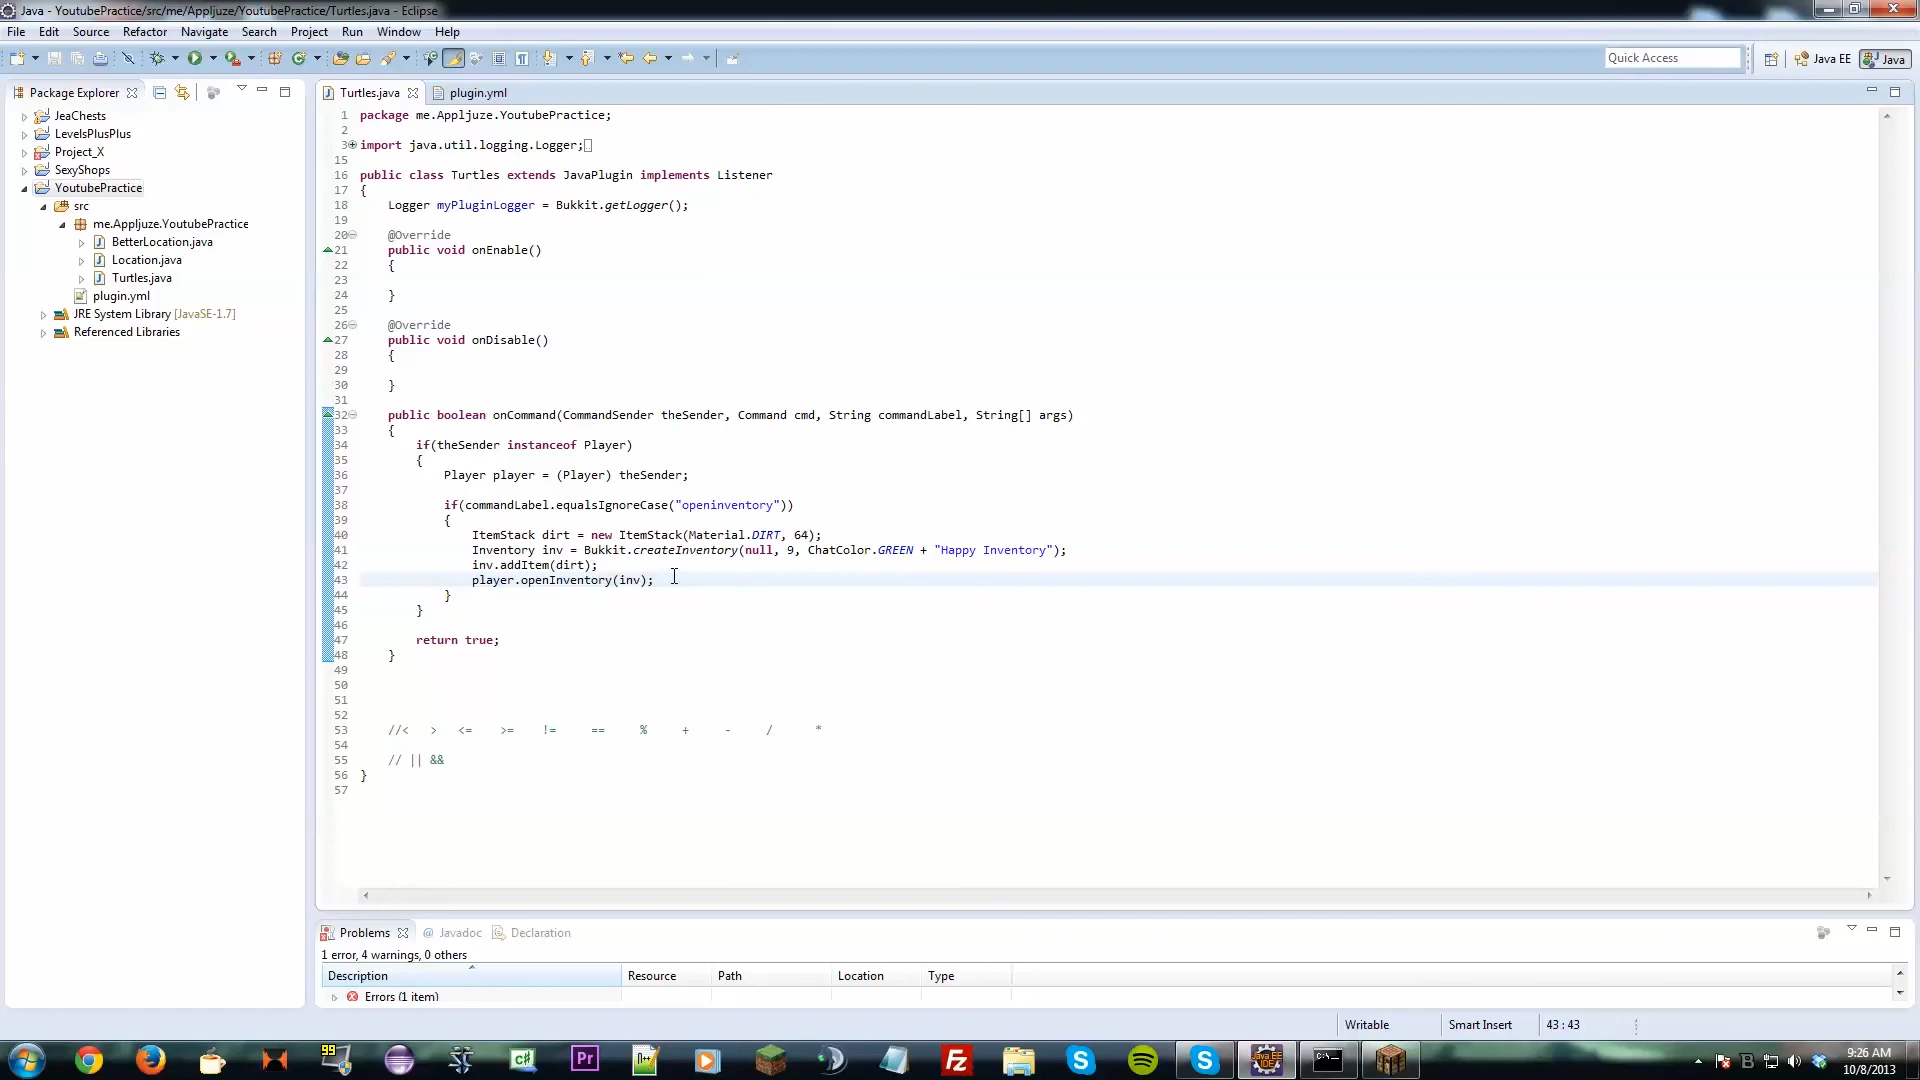 Java - YoutubePractice/src/me/Appljuze/YoutubePractice/Turtles.java - Eclipse
File Edit Source Refactor Navigate Search Project Run Window Help
Quick Access
Java EE
Java
Package Explorer
JeaChests
LevelsPlusPlus
Project_X
SexyShops
YoutubePractice
src
me.Appljuze.YoutubePractice
BetterLocation.java
Location.java
Turtles.java
plugin.yml
JRE System Library [JavaSE-1.7]
Referenced Libraries
Turtles.java
plugin.yml
1 package me.Appljuze.YoutubePractice;
2
3 import java.util.logging.Logger;
15
16 public class Turtles extends JavaPlugin implements Listener
17 {
18 Logger myPluginLogger = Bukkit.getLogger();
19
20 @Override
21 public void onEnable()
22 {
23
24 }
25
26 @Override
27 public void onDisable()
28 {
29
30 }
31
32 public boolean onCommand(CommandSender theSender, Command cmd, String commandLabel, String[] args)
33 {
34 if(theSender instanceof Player)
35 {
36 Player player = (Player) theSender;
37
38 if(commandLabel.equalsIgnoreCase("openinventory"))
39 {
40 ItemStack dirt = new ItemStack(Material.DIRT, 64);
41 Inventory inv = Bukkit.createInventory(null, 9, ChatColor.GREEN + "Happy Inventory");
42 inv.addItem(dirt);
43 player.openInventory(inv);
44 }
45 }
46
47 return true;
48 }
49
50
51
52
53 //< > <= >= != == % + - / *
54
55 // || &&
56 }
57
Problems @ Javadoc Declaration
1 error, 4 warnings, 0 others
Description Resource Path Location Type
Errors (1 item)
Writable Smart Insert 43 : 43
99
C#
Pr
Fz
Java EE
IDE
C:\
9:26 AM
10/8/2013